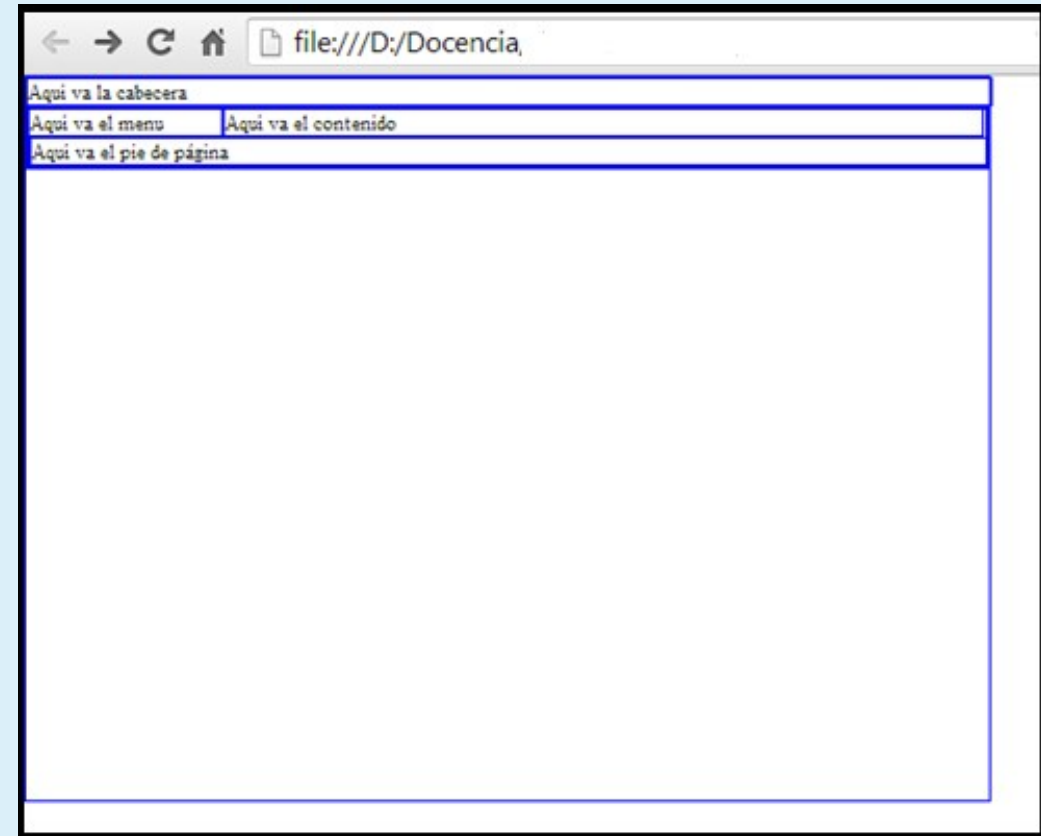 file:///D:/Docencia,
Aqui va la cabecera
Aqui va el menu
Aqui va el contenido
Aqui va el pie de página